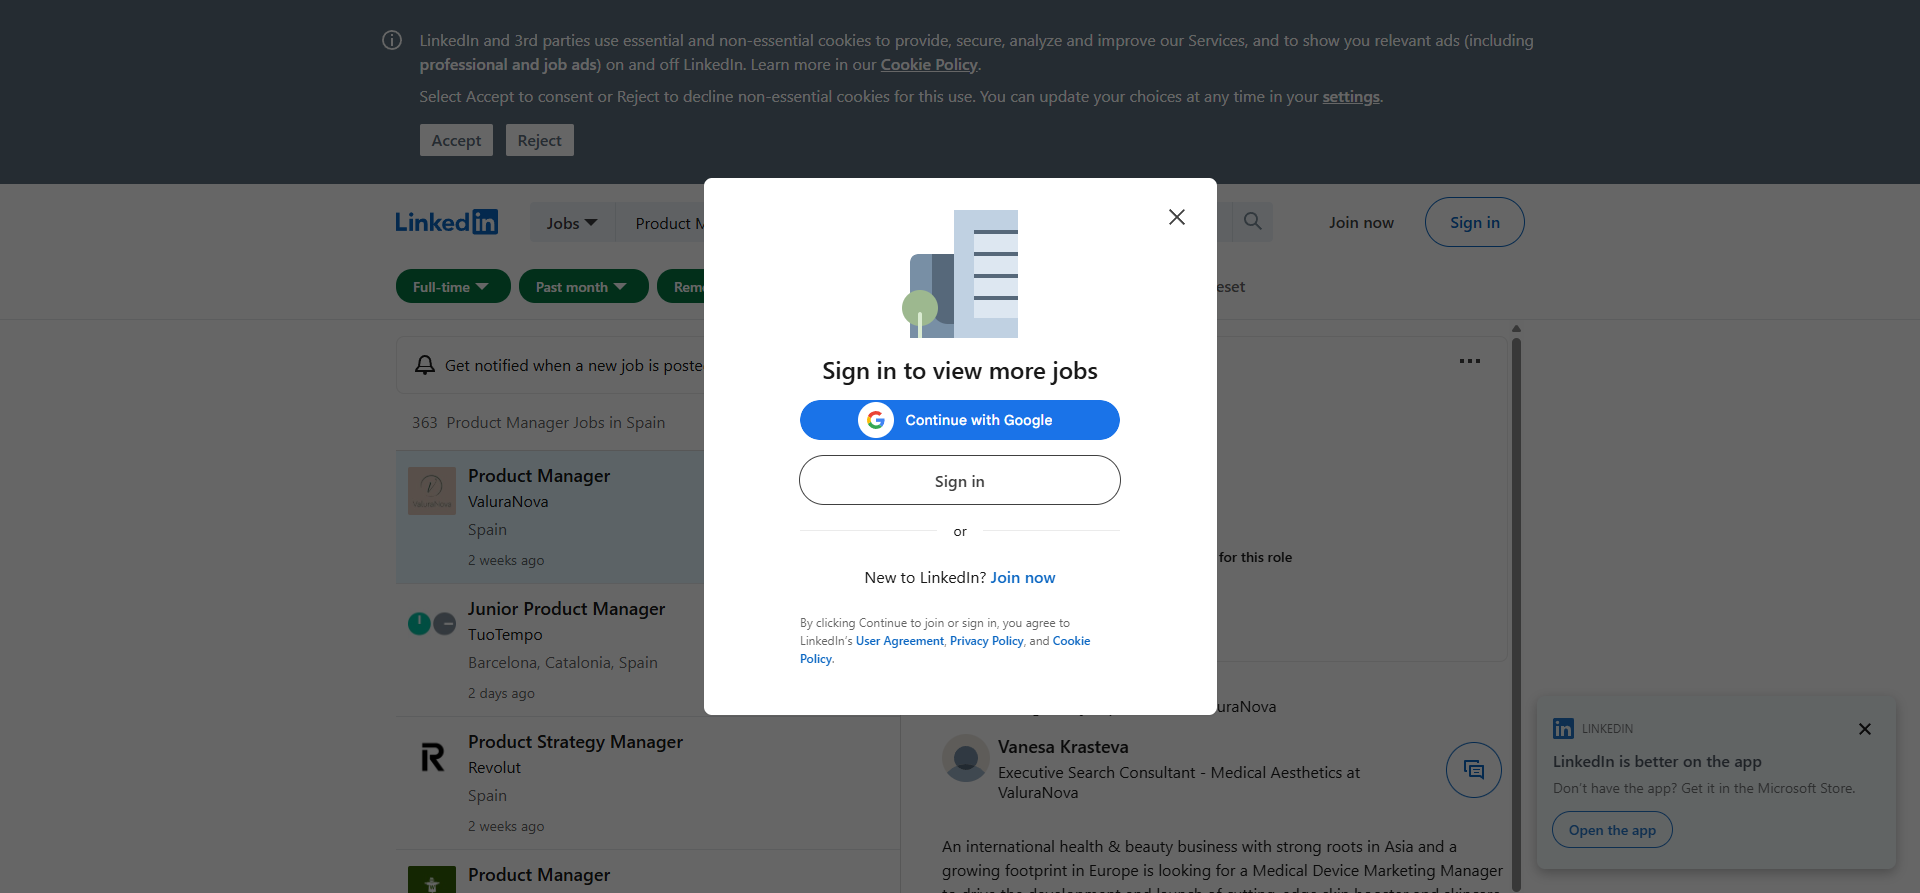 LinkedIn and 3rd parties use essential and non-essential cookies to provide, secure, analyze and improve our Services, and to show you relevant ads (including
professional and job ads) on and off LinkedIn. Learn more in our Cookie Policy.
Select Accept to consent or Reject to decline non-essential cookies for this use. You can update your choices at any time in your settings.
Accept Reject
Linkedin Jobs Product Join now Sign in
Full-time Past month
Get notified when a new job is
363 Product Manager Jobs in Spain
Product Manager
ValuraNova
Spain
2 weeks ago
Junior Product Manager
TuoTempo
Barcelona, Catalonia, Spain
2 days ago
Product Strategy Manager
Revolut
Spain
2 weeks ago
Product Manager
Sign in to view more jobs
Continue with Google
Sign in
or
New to LinkedIn? Join now
By clicking Continue to join or sign in, you agree to
LinkedIn's User Agreement, Privacy Policy, and Cookie
Policy.
for this role
Vanesa Krasteva
Executive Search Consultant - Medical Aesthetics at
ValuraNova
An international health & beauty business with strong roots in Asia and a
growing footprint in Europe is looking for a Medical Device Marketing Manager
LINKEDIN
LinkedIn is better on the app
Don't have the app? Get it in the Microsoft Store.
Open the app